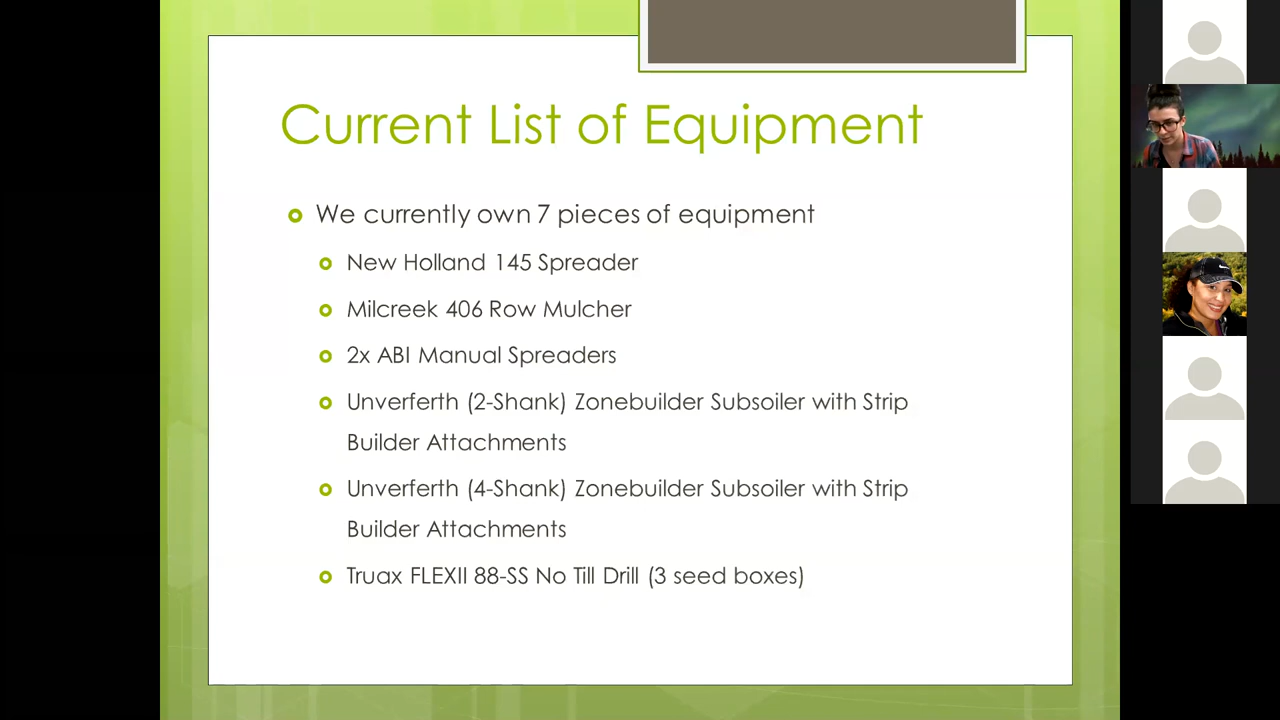 Current List of Equipment
We currently own 7 pieces of equipment
New Holland 145 Spreader
Milcreek 406 Row Mulcher
2x ABI Manual Spreaders
Unverferth (2-Shank) Zonebuilder Subsoiler with Strip
Builder Attachments
Unverferth (4-Shank) Zonebuilder Subsoiler with Strip
Builder Attachments
Truax FLEXII 88-SS No Till Drill (3 seed boxes)